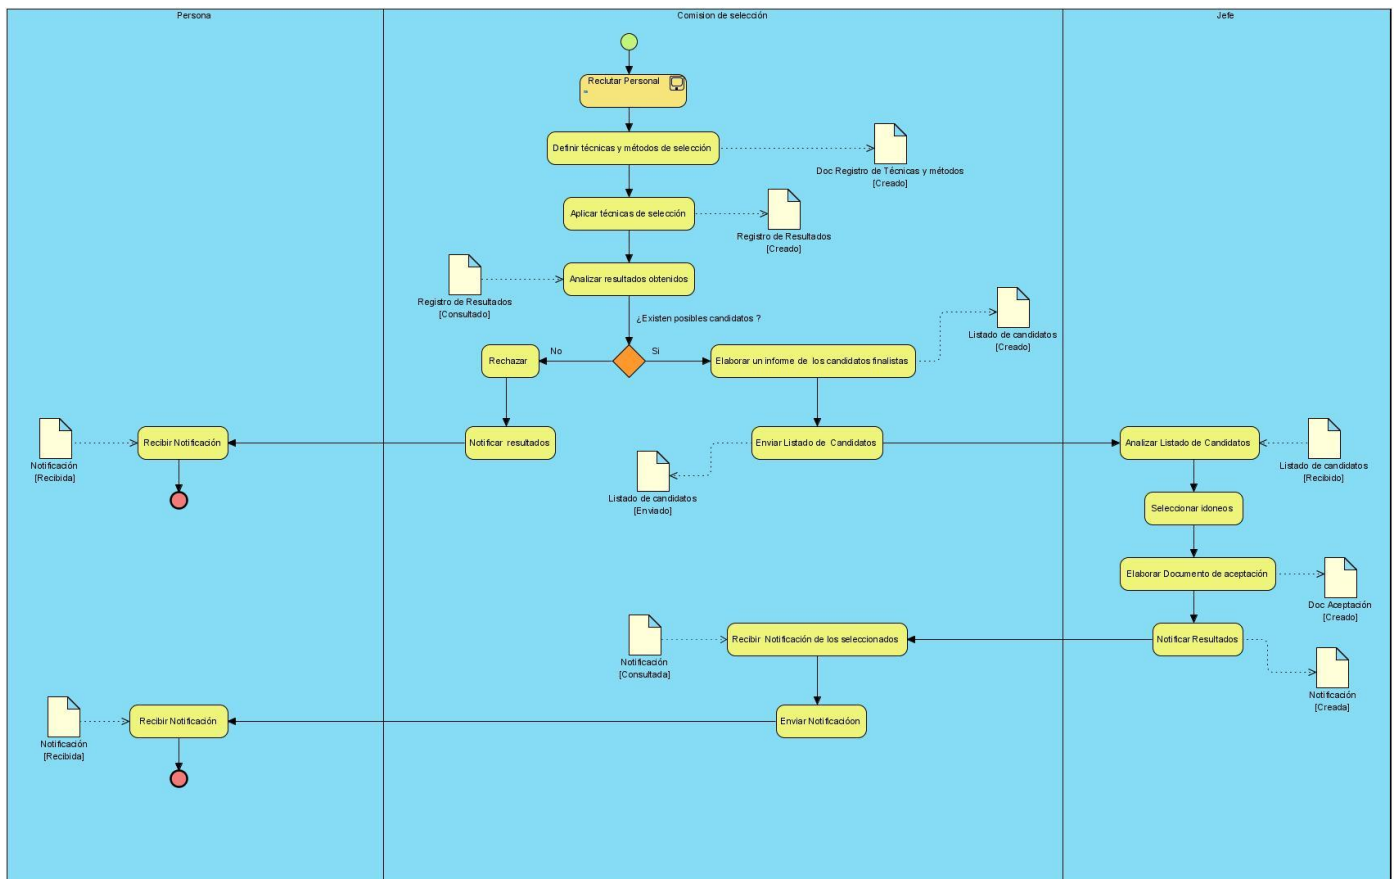 Persona
Comision de selección
Jefe
Reclutar Personal
Definir técnicas y métodos de selección
Doc Registro de Técnicas y métodos
[Creado]
Aplicar técnicas de selección
Registro de Resultados
[Creado]
Analizar resultados obtenidos
Registro de Resultados
[Consultado]
¿Existen posibles candidatos ?
Listado de candidatos
[Creado]
No
Si
Rechazar
Elaborar un informe de los candidatos finalistas
Recibir Notificación
Notificar resultados
Enviar Listado de Candidatos
Analizar Listado de Candidatos
Notificación
[Recibida]
Listado de candidatos
[Enviado]
Listado de candidatos
[Recibido]
Seleccionar idoneos
Elaborar Documento de aceptación
Doc Aceptación
[Creado]
Recibir Notificación de los seleccionados
Notificar Resultados
Notificación
[Consultada]
Notificación
[Creada]
Recibir Notificación
Enviar Notificacióon
Notificación
[Recibida]